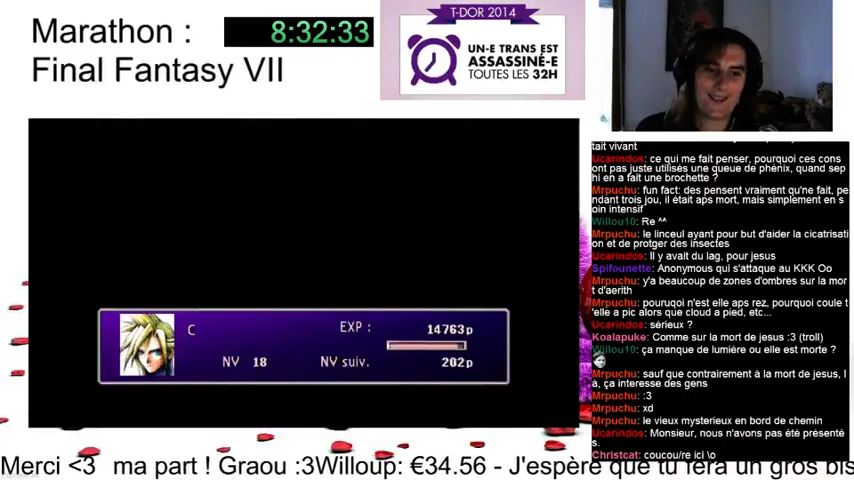 Marathon :
8:32:33
Final Fantasy VII
T-DOR 2014
UN-E TRANS EST
ASSASSINÉ-E
TOUTES LES 32H
C
EXP :
14763p
NV 18
NV suiv.
202p
tait vivant
Ucarindos: ce qui me fait penser, pourquoi ces cons
ont pas juste utilisés une queue de phénix, quand sep
hi en a fait une brochette ?
Mrpuchu: fun fact: des pensent vraiment qu'ne fait, pe
ndant trois jou, il était aps mort, mais simplement en s
oin intensif
Willou10: Re ^^
Mrpuchu: le linceul ayant pour but d'aider la cicatrisati
on et de protger des insectes
Ucarindos: Il y avait du lag, pour jesus
Spifounette: Anonymous qui s'attaque au KKK Oo
Mrpuchu: y'a beaucoup de zones d'ombres sur la mor
t d'aerith
Mrpuchu: pouruqoi n'est elle aps rez, pourquoi coule t
'elle a pic alors que cloud a pied, etc...
Ucarindos: sérieux ?
Koalapuke: Comme sur la mort de jesus :3 (troll)
Willou10: ça manque de lumière ou elle est morte ?
Mrpuchu: sauf que contrairement à la mort de jesus, l
à, ça interesse des gens
Mrpuchu: :3
Mrpuchu: xd
Mrpuchu: le vieux mysterieux en bord de chemin
Ucarindos: Monsieur, nous n'avons pas été présenté
s.
Christcat: coucou/re ici \o
Merci <3 ma part ! Graou :3Willoup: €34.56 - J'espère que tu fera un gros bis